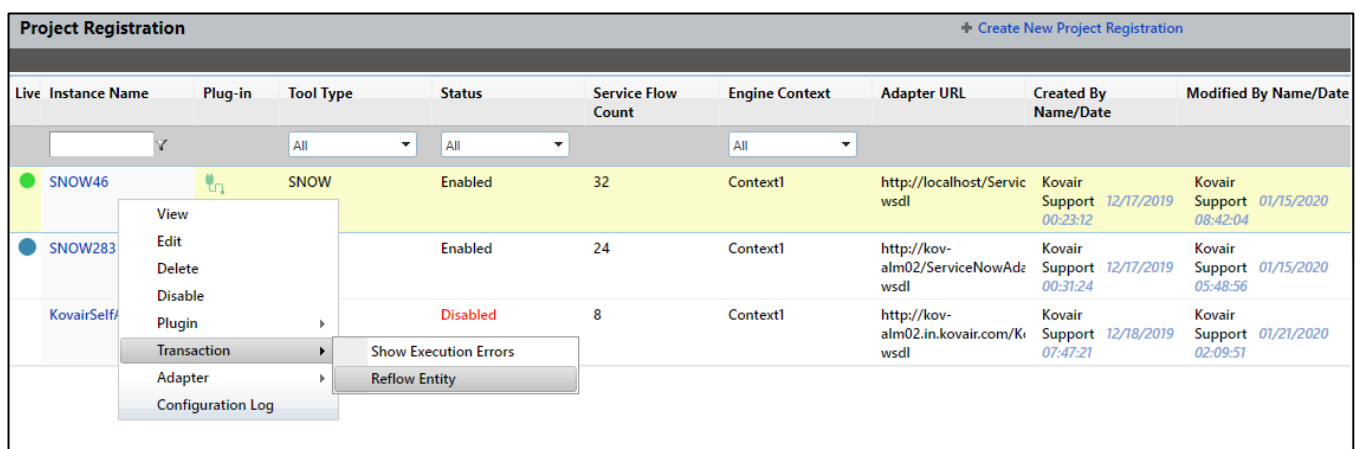 Project Registration
+ Create New Project Registration
Live Instance Name Plug-in Tool Type Status Service Flow Count Engine Context Adapter URL Created By Name/Date Modified By Name/Date
All All All
SNOW46 SNOW Enabled 32 Context1 http://localhost/Servic wsdl Kovair Support 12/17/2019 00:23:12 Kovair Support 01/15/2020 08:42:04
SNOW283 Enabled 24 Context1 http://kov-alm02/ServiceNowAda wsdl Kovair Support 12/17/2019 00:31:24 Kovair Support 01/15/2020 05:48:56
KovairSelfA Disabled 8 Context1 http://kov-alm02.in.kovair.com/Ko wsdl Kovair Support 12/18/2019 07:47:21 Kovair Support 01/21/2020 02:09:51
View
Edit
Delete
Disable
Plugin
Transaction
Adapter
Configuration Log
Show Execution Errors
Reflow Entity